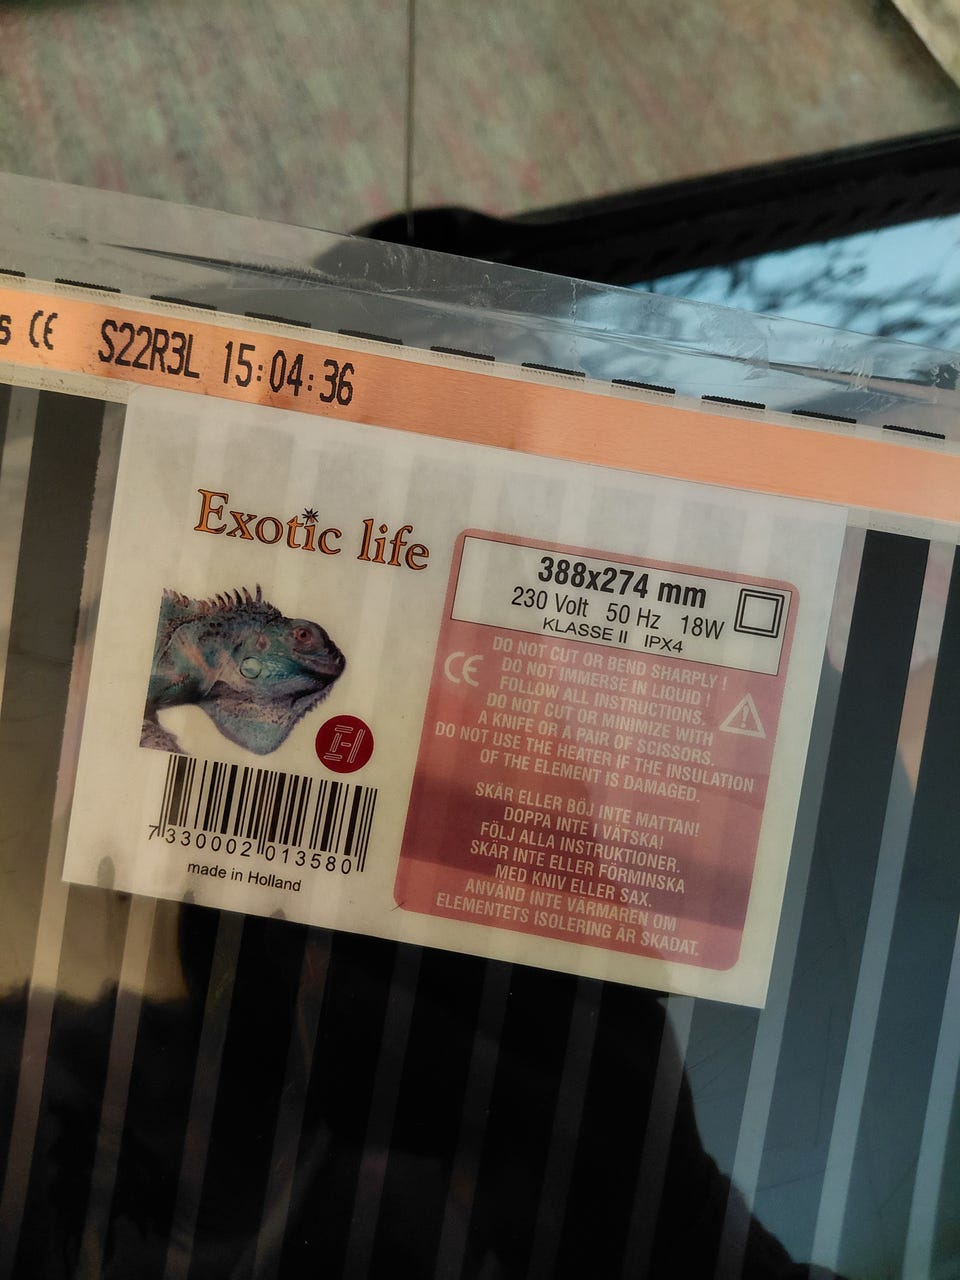 s CE S22R3L 15:04:36
Exotic life
388x274 mm
230 Volt 50 Hz 18W
KLASSE II IPX4
CE
DO NOT CUT OR BEND SHARPLY !
DO NOT IMMERSE IN LIQUID !
FOLLOW ALL INSTRUCTIONS.
DO NOT CUT OR MINIMIZE WITH
A KNIFE OR A PAIR OF SCISSORS.
DO NOT USE THE HEATER IF THE INSULATION
OF THE ELEMENT IS DAMAGED.
SKÄR ELLER BÖJ INTE MATTAN!
DOPPA INTE I VÄTSKA!
FÖLJ ALLA INSTRUKTIONER.
SKÄR INTE ELLER FÖRMINSKA
MED KNIV ELLER SAX.
ANVÄND INTE VÄRMAREN OM
ELEMENTETS ISOLERING ÄR SKADAT.
7 330002 013580
made in Holland